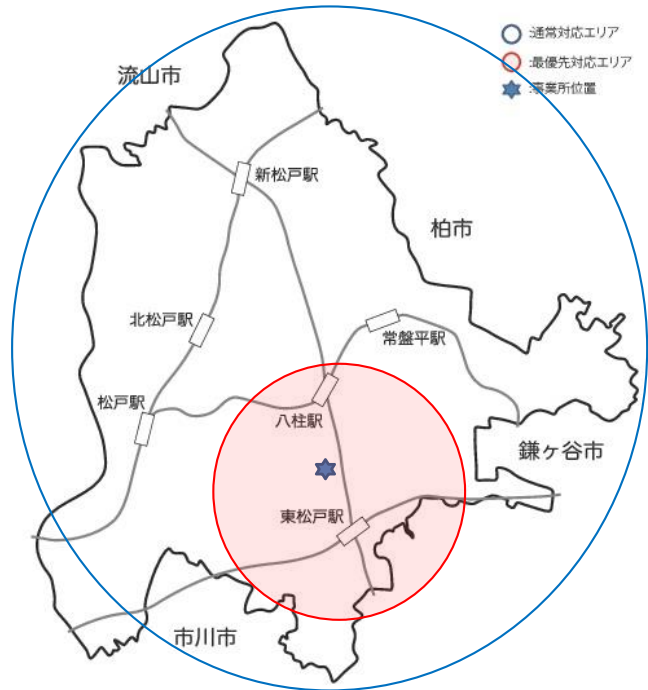 :通常対応エリア
:最優先対応エリア
:事業所位置
流山市
新松戸駅
柏市
北松戸駅
常盤平駅
松戸駅
八柱駅
鎌ヶ谷市
東松戸駅
市川市